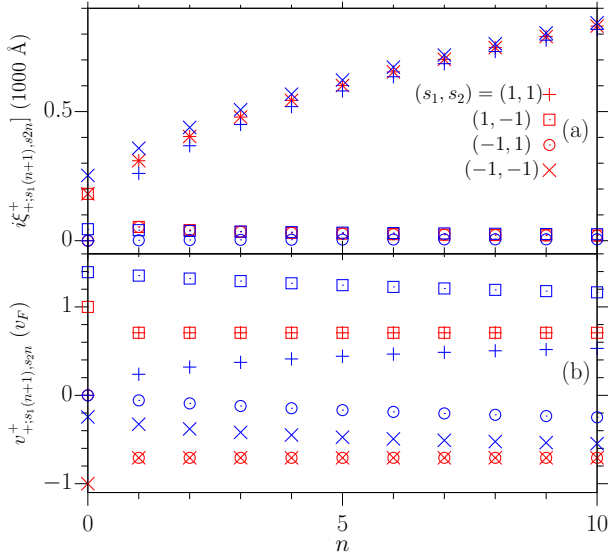 0.5
0
iξ⁺₊;s₁(n+1),s2n] (1000 Å)
(s₁, s₂) = (1, 1)
(1, −1)
(-1, 1)
(−1, −1)
(a)
1
0
−1
v⁺₊;s₁(n+1),s₂n (v_F)
(b)
0 5 10
n